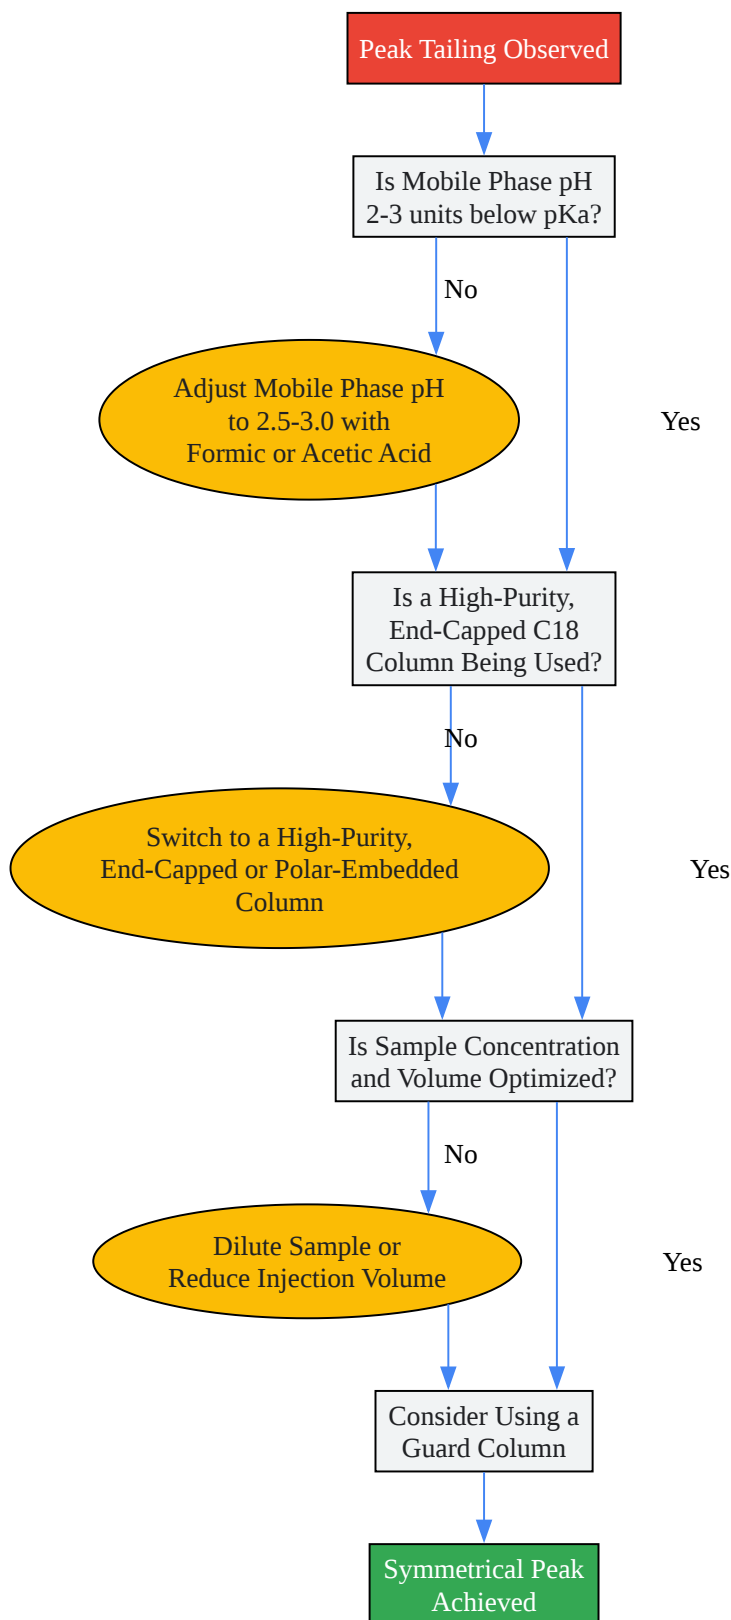 Peak Tailing Observed
Is Mobile Phase pH
2-3 units below pKa?
No
Adjust Mobile Phase pH
to 2.5-3.0 with
Formic or Acetic Acid
Yes
Is a High-Purity,
End-Capped C18
Column Being Used?
No
Switch to a High-Purity,
End-Capped or Polar-Embedded
Column
Yes
Is Sample Concentration
and Volume Optimized?
No
Dilute Sample or
Reduce Injection Volume
Yes
Consider Using a
Guard Column
Symmetrical Peak
Achieved